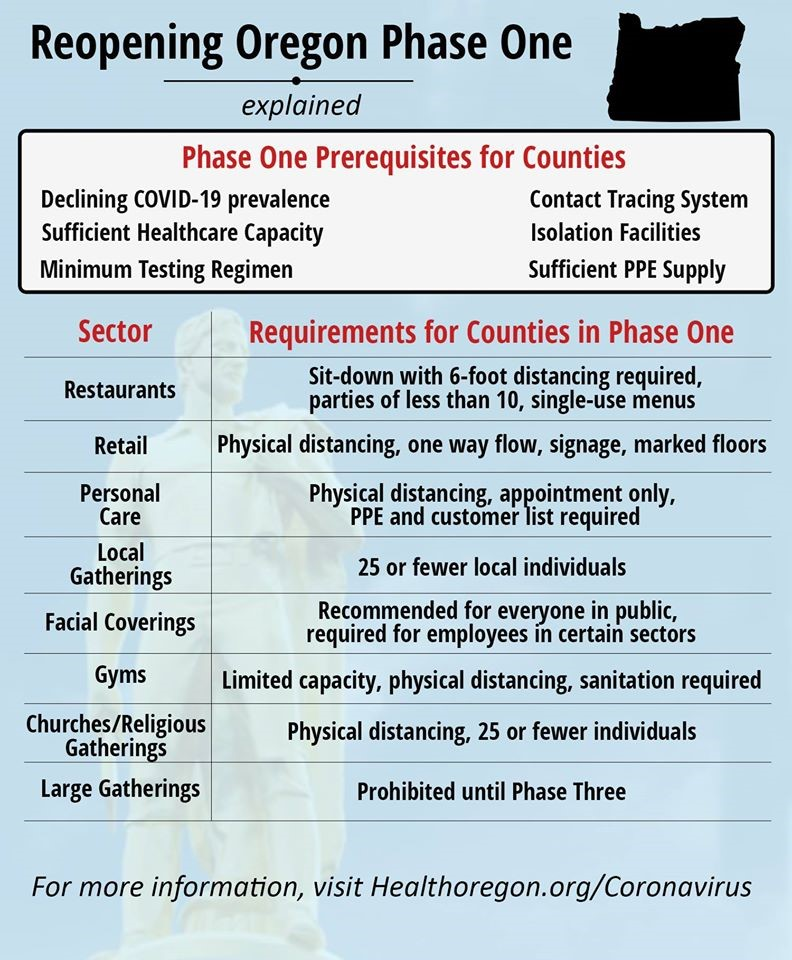 Reopening Oregon Phase One
explained
Phase One Prerequisites for Counties
Declining COVID-19 prevalence
Contact Tracing System
Sufficient Healthcare Capacity
Isolation Facilities
Minimum Testing Regimen
Sufficient PPE Supply
Sector
Requirements for Counties in Phase One
Restaurants
Sit-down with 6-foot distancing required,
parties of less than 10, single-use menus
Retail
Physical distancing, one way flow, signage, marked floors
Personal
Care
Physical distancing, appointment only,
PPE and customer list required
Local
Gatherings
25 or fewer local individuals
Facial Coverings
Recommended for everyone in public,
required for employees in certain sectors
Gyms
Limited capacity, physical distancing, sanitation required
Churches/Religious
Gatherings
Physical distancing, 25 or fewer individuals
Large Gatherings
Prohibited until Phase Three
For more information, visit Healthoregon.org/Coronavirus